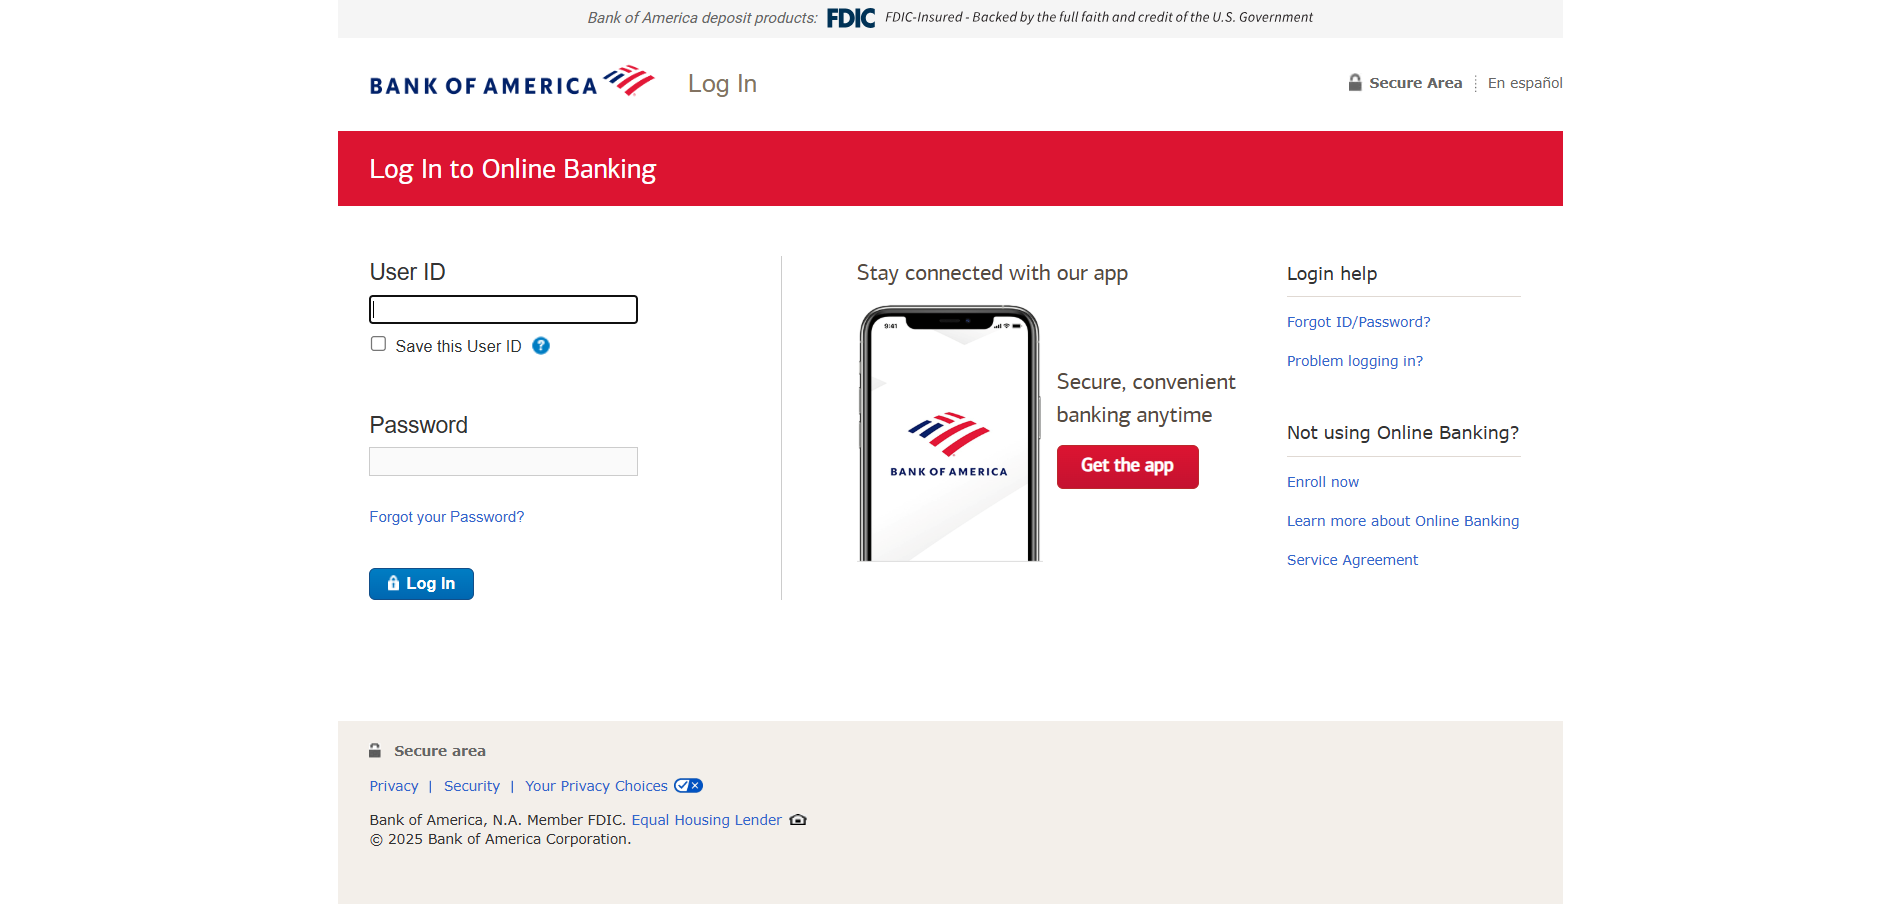 Bank of America deposit products: FDIC FDIC-Insured - Backed by the full faith and credit of the U.S. Government
BANK OF AMERICA Log In
Secure Area En español
Log In to Online Banking
User ID
Save this User ID ?
Password
Forgot your Password?
Log In
Stay connected with our app
9:41
BANK OF AMERICA
Secure, convenient
banking anytime
Get the app
Login help
Forgot ID/Password?
Problem logging in?
Not using Online Banking?
Enroll now
Learn more about Online Banking
Service Agreement
Secure area
Privacy | Security | Your Privacy Choices
Bank of America, N.A. Member FDIC. Equal Housing Lender
© 2025 Bank of America Corporation.